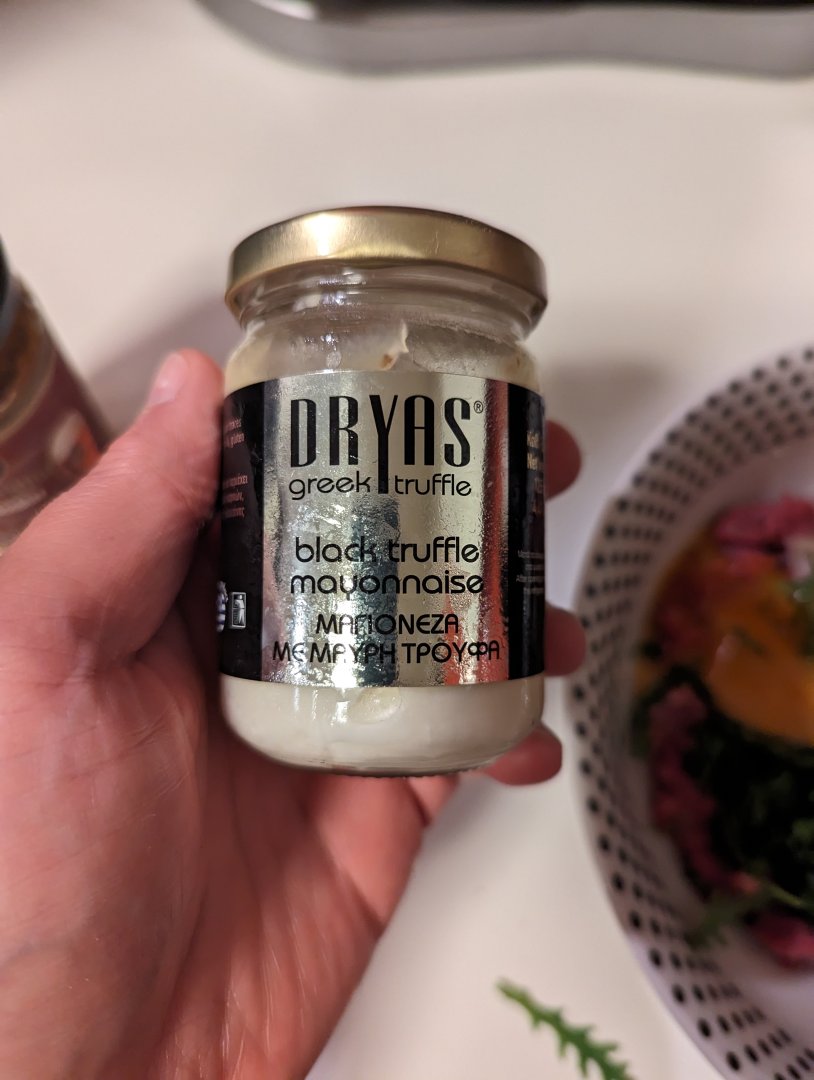 DRYAS®
greek truffle
black truffle
mayonnaise
ΜΑΓΙΟΝΕΖΑ
ΜΕ ΜΑΥΡΗ ΤΡΟΥΦΑ